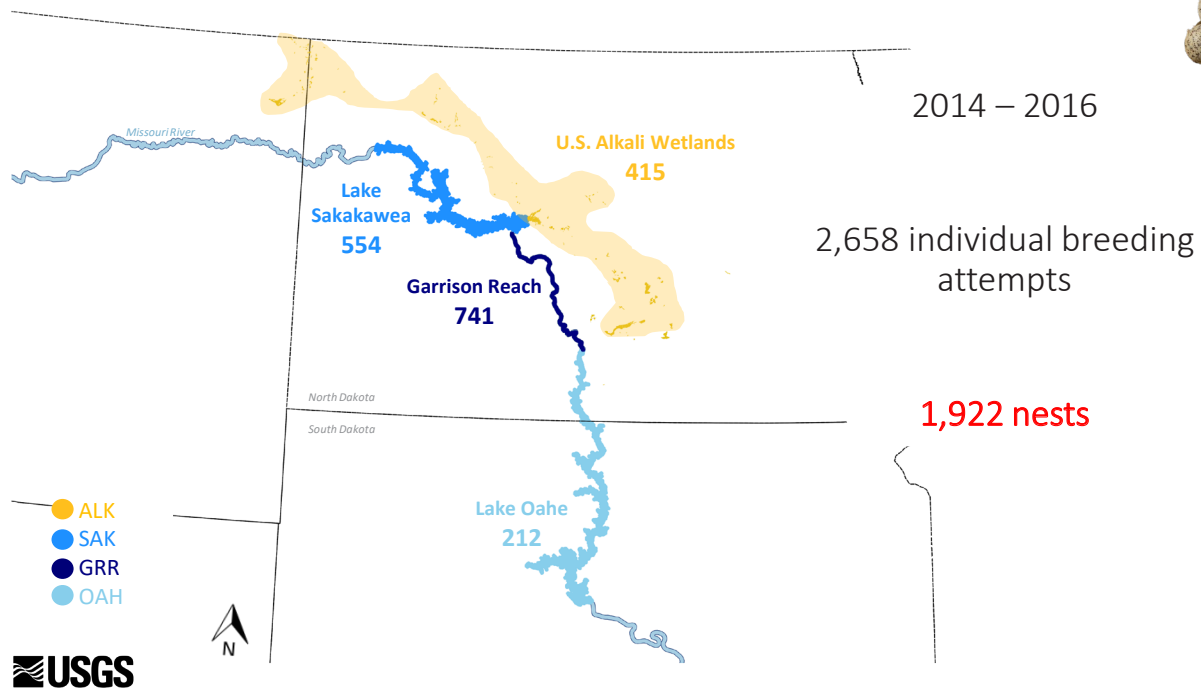 2014 – 2016
Missouri River
U.S. Alkali Wetlands
415
Lake
Sakakawea
554
2,658 individual breeding
attempts
Garrison Reach
741
North Dakota
South Dakota
1,922 nests
Lake Oahe
212
ALK
SAK
GRR
OAH
N
USGS